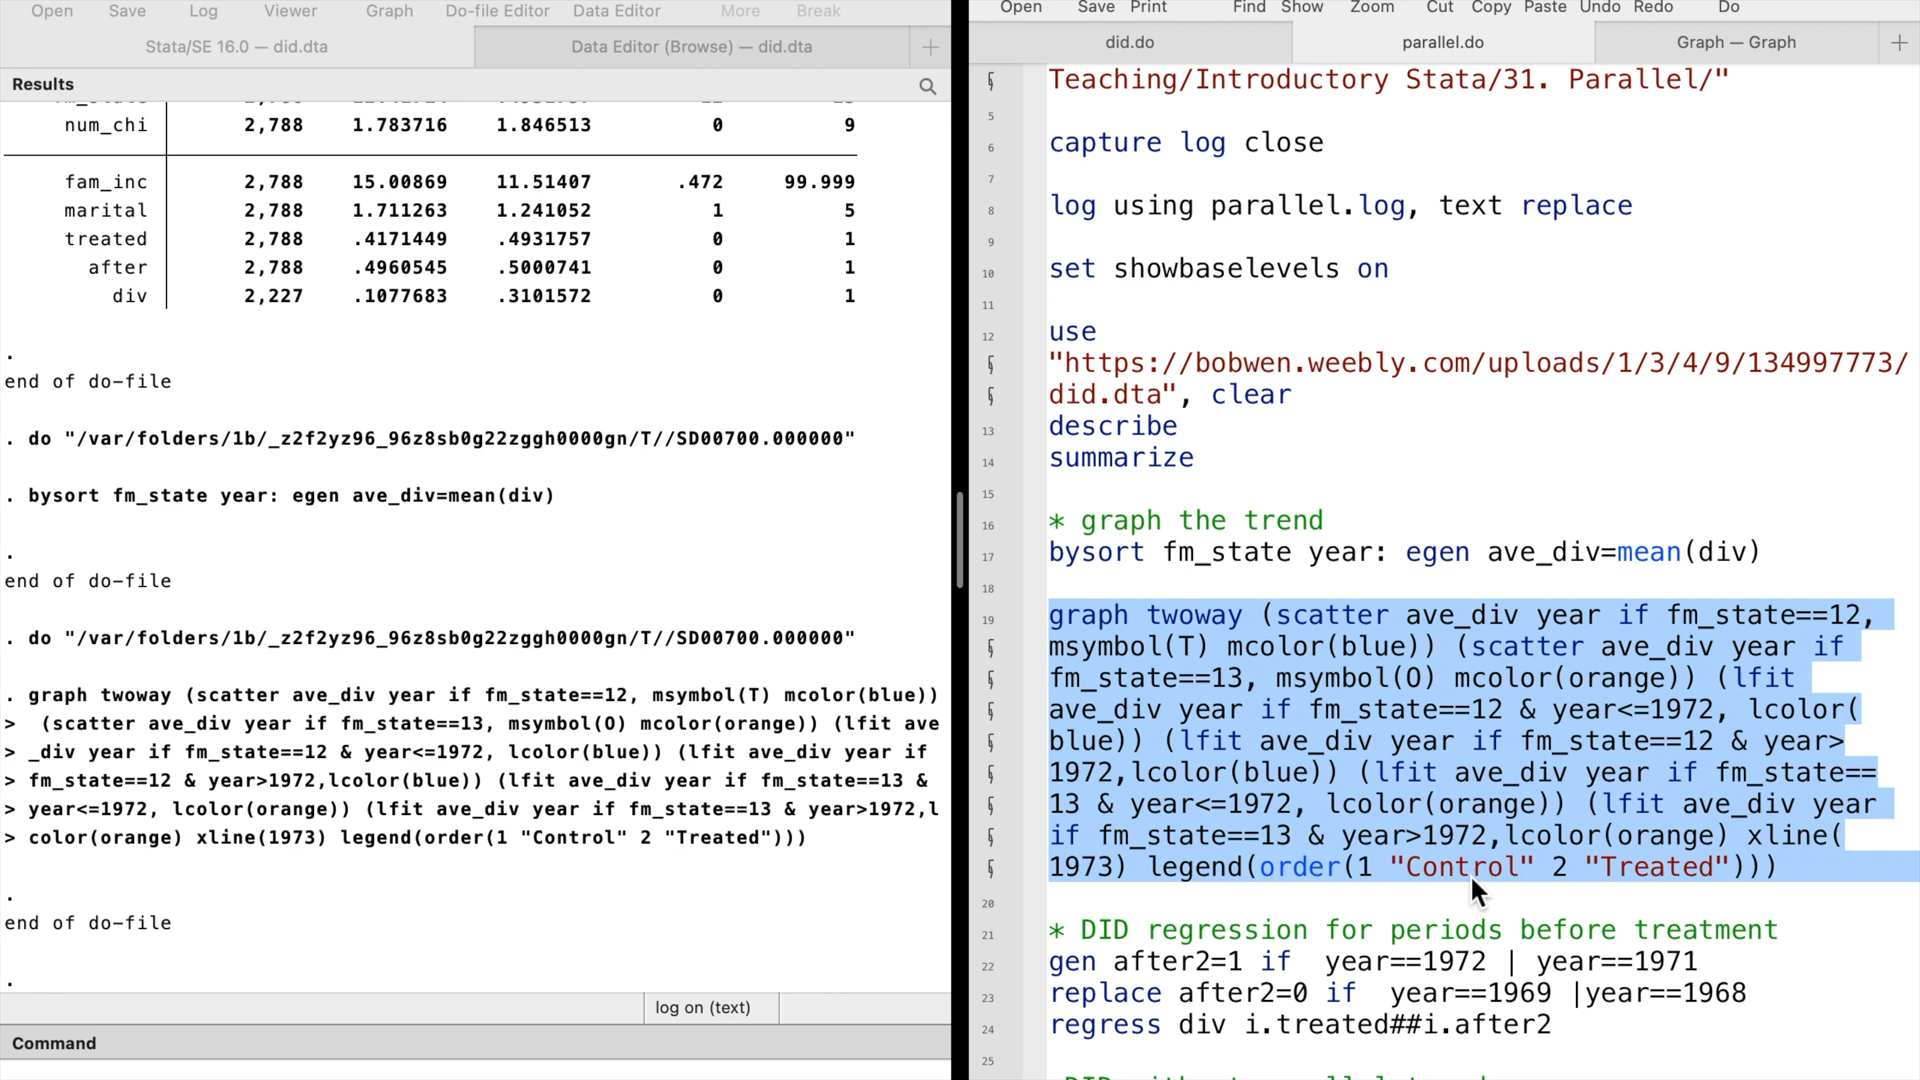 Open Save Log Viewer Graph Do-file Editor Data Editor More Break
Stata/SE 16.0 — did.dta
Data Editor (Browse) — did.dta
Results
num_chi 2,788 1.783716 1.846513 0 9
fam_inc 2,788 15.00869 11.51407 .472 99.999
marital 2,788 1.711263 1.241052 1 5
treated 2,788 .4171449 .4931757 0 1
after 2,788 .4960545 .5000741 0 1
div 2,227 .1077683 .3101572 0 1
.
end of do-file
. do "/var/folders/1b/_z2f2yz96_96z8sb0g22zggh0000gn/T//SD00700.000000"
. bysort fm_state year: egen ave_div=mean(div)
.
end of do-file
. do "/var/folders/1b/_z2f2yz96_96z8sb0g22zggh0000gn/T//SD00700.000000"
. graph twoway (scatter ave_div year if fm_state==12, msymbol(T) mcolor(blue))
>  (scatter ave_div year if fm_state==13, msymbol(O) mcolor(orange)) (lfit ave
> _div year if fm_state==12 & year<=1972, lcolor(blue)) (lfit ave_div year if
> fm_state==12 & year>1972,lcolor(blue)) (lfit ave_div year if fm_state==13 &
> year<=1972, lcolor(orange)) (lfit ave_div year if fm_state==13 & year>1972,l
> color(orange) xline(1973) legend(order(1 "Control" 2 "Treated")))
.
end of do-file
.
log on (text)
Command
Open Save Print Find Show Zoom Cut Copy Paste Undo Redo Do
did.do
parallel.do
Graph — Graph
Teaching/Introductory Stata/31. Parallel/"
5
6 capture log close
7
8 log using parallel.log, text replace
9
10 set showbaselevels on
11
12 use
"https://bobwen.weebly.com/uploads/1/3/4/9/134997773/
did.dta", clear
13 describe
14 summarize
15
16 * graph the trend
17 bysort fm_state year: egen ave_div=mean(div)
18
19 graph twoway (scatter ave_div year if fm_state==12,
msymbol(T) mcolor(blue)) (scatter ave_div year if
fm_state==13, msymbol(O) mcolor(orange)) (lfit
ave_div year if fm_state==12 & year<=1972, lcolor(
blue)) (lfit ave_div year if fm_state==12 & year>
1972,lcolor(blue)) (lfit ave_div year if fm_state==
13 & year<=1972, lcolor(orange)) (lfit ave_div year
if fm_state==13 & year>1972,lcolor(orange) xline(
1973) legend(order(1 "Control" 2 "Treated")))
20
21 * DID regression for periods before treatment
22 gen after2=1 if  year==1972 | year==1971
23 replace after2=0 if  year==1969 |year==1968
24 regress div i.treated##i.after2
25